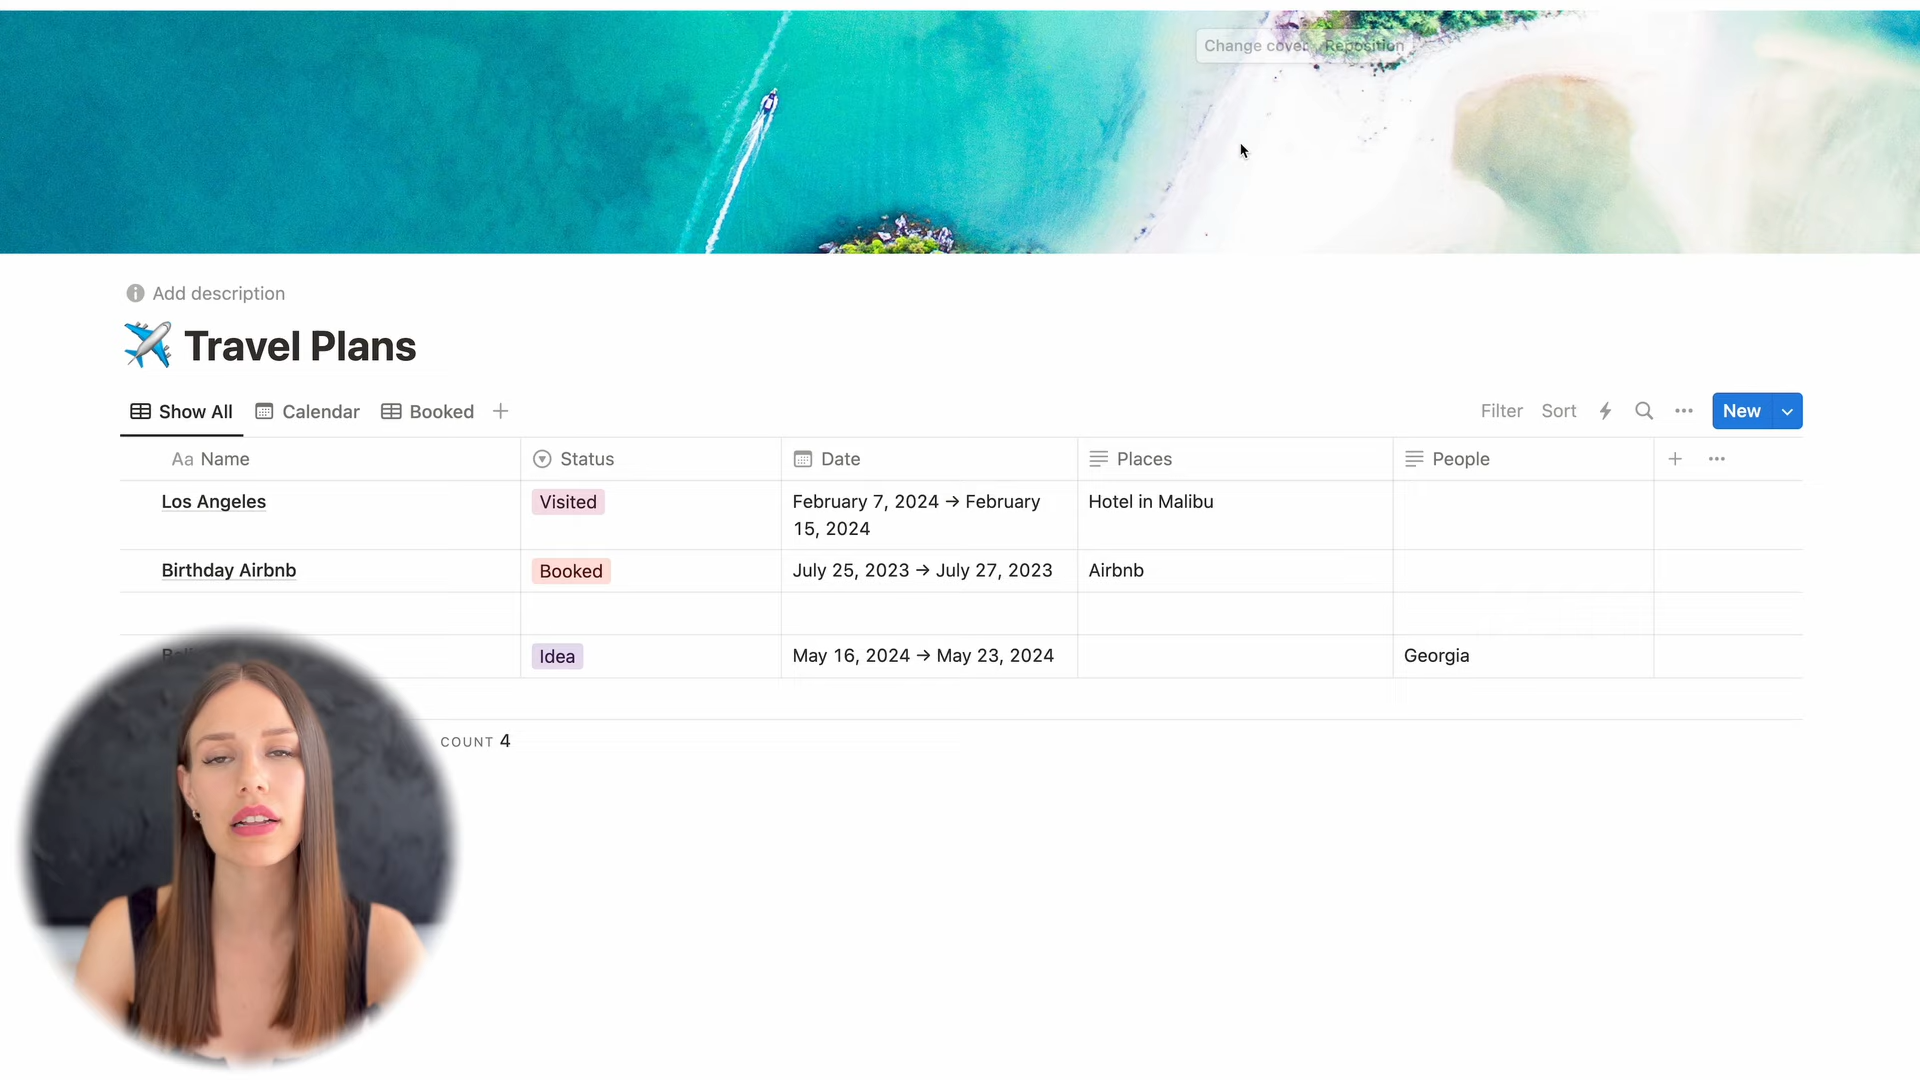 Change cover Reposition
Add description
Travel Plans
Show All Calendar Booked
Filter Sort New
Aa Name Status Date Places People
Los Angeles Visited February 7, 2024 → February 15, 2024 Hotel in Malibu
Birthday Airbnb Booked July 25, 2023 → July 27, 2023 Airbnb
Idea May 16, 2024 → May 23, 2024 Georgia
COUNT 4